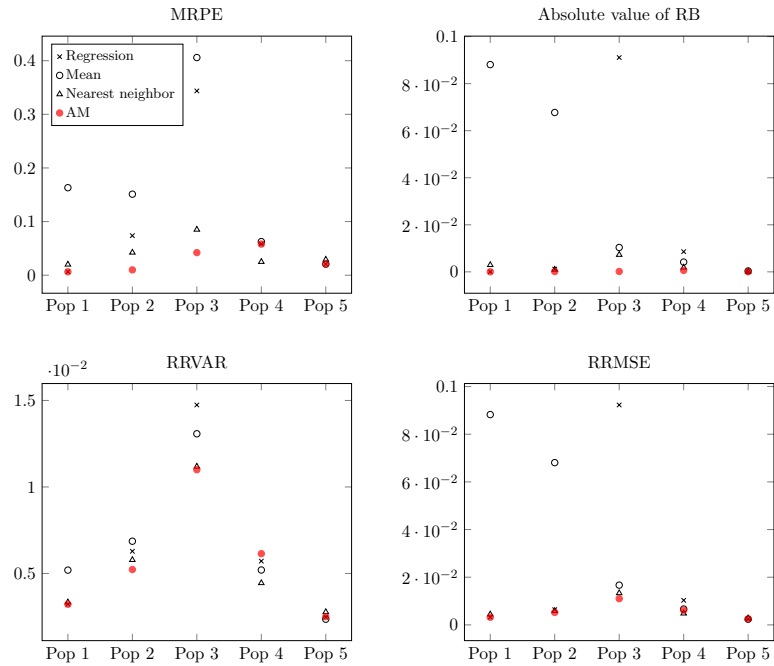 MRPE
0.4
0.3
0.2
0.1
0
Regression
Mean
Nearest neighbor
AM
Pop 1 Pop 2 Pop 3 Pop 4 Pop 5
Absolute value of RB
0.1
8 · 10⁻²
6 · 10⁻²
4 · 10⁻²
2 · 10⁻²
0
Pop 1 Pop 2 Pop 3 Pop 4 Pop 5
RRVAR
·10⁻²
1.5
1
0.5
Pop 1 Pop 2 Pop 3 Pop 4 Pop 5
RRMSE
0.1
8 · 10⁻²
6 · 10⁻²
4 · 10⁻²
2 · 10⁻²
0
Pop 1 Pop 2 Pop 3 Pop 4 Pop 5